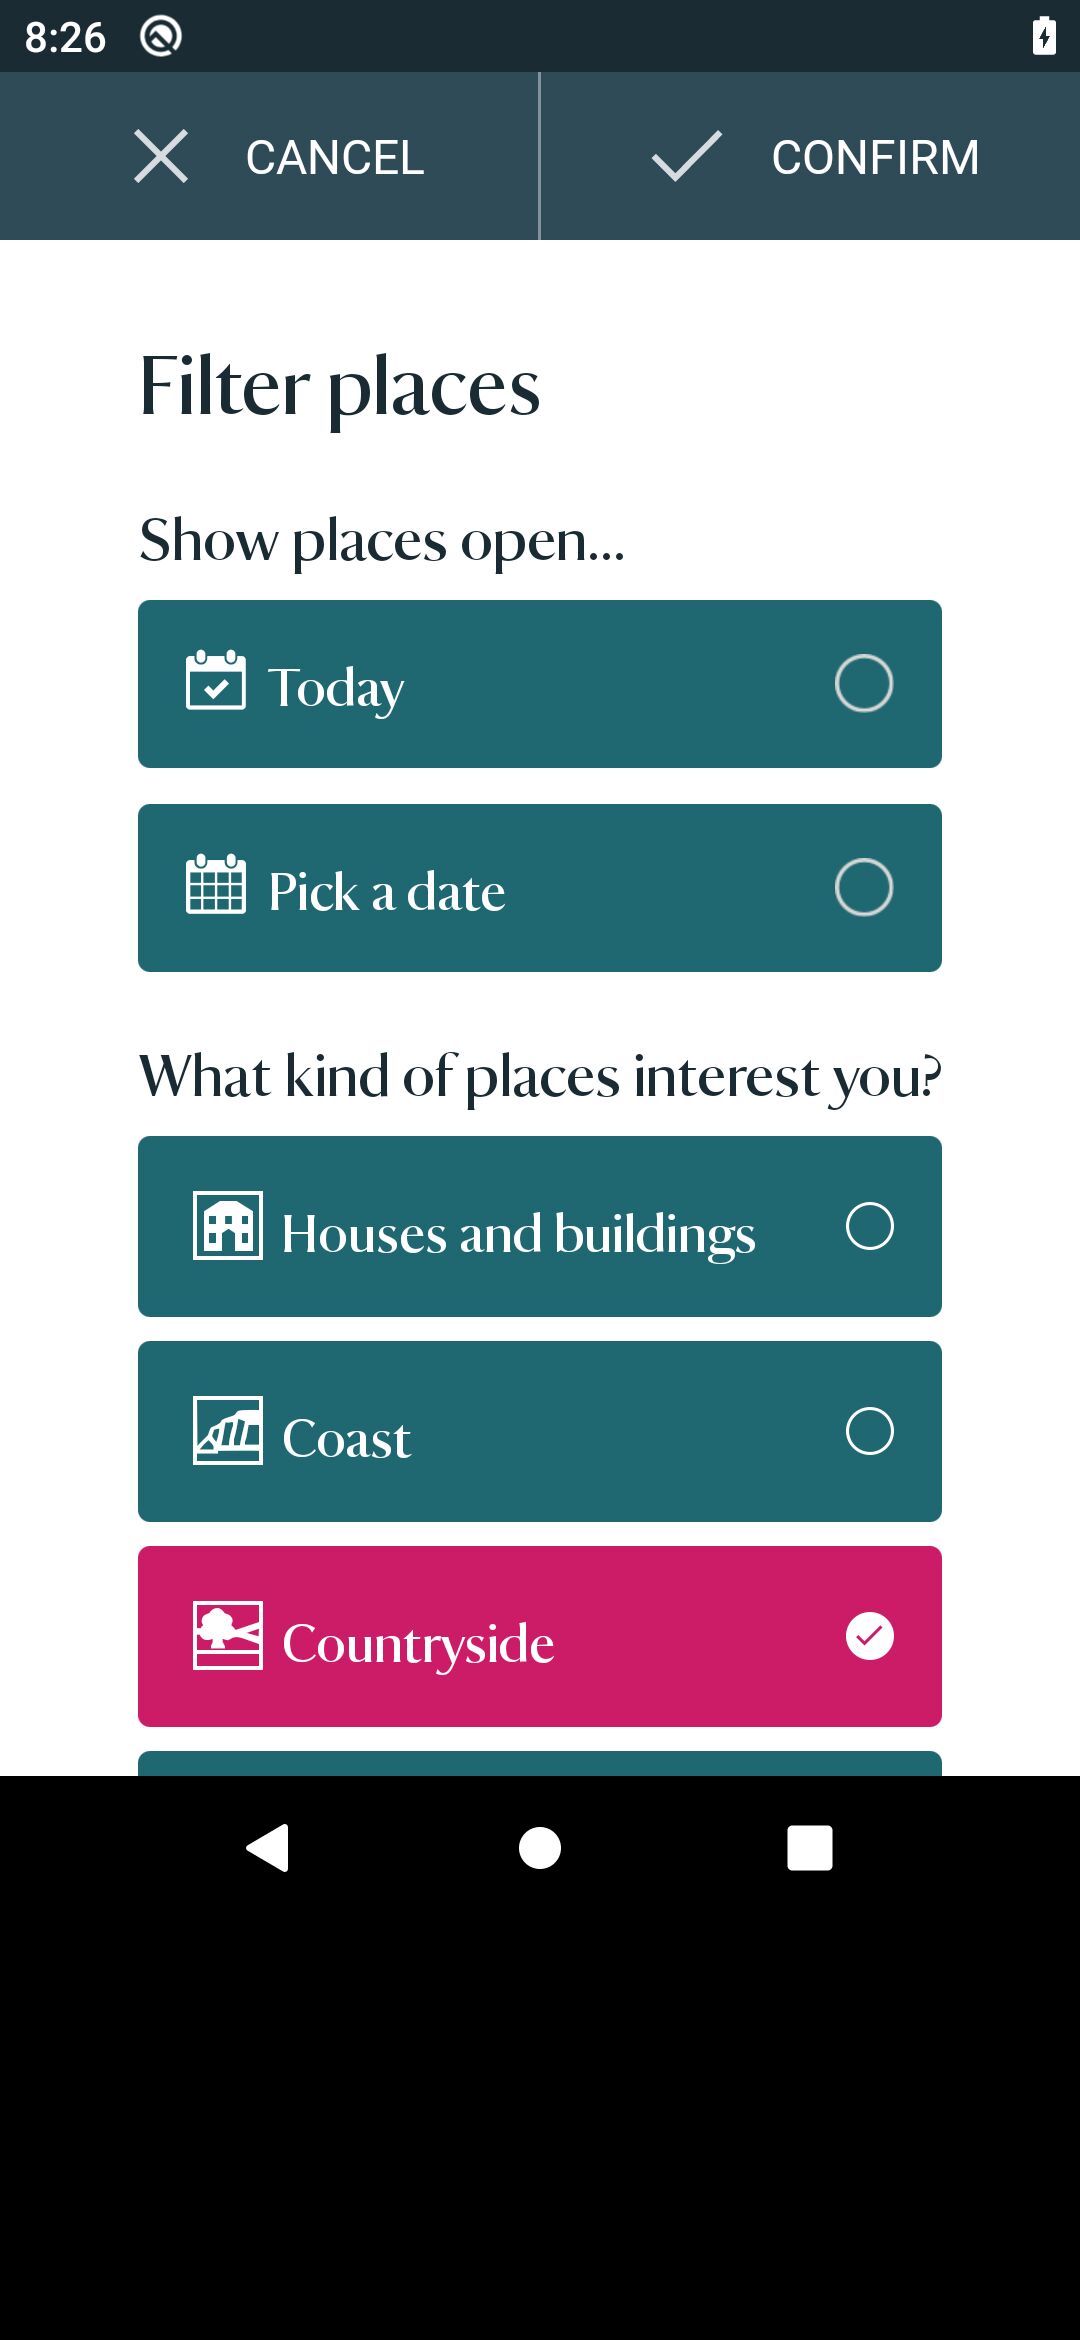 8:26
CANCEL
CONFIRM
Filter places
Show places open...
Today
Pick a date
What kind of places interest you?
Houses and buildings
Coast
Countryside